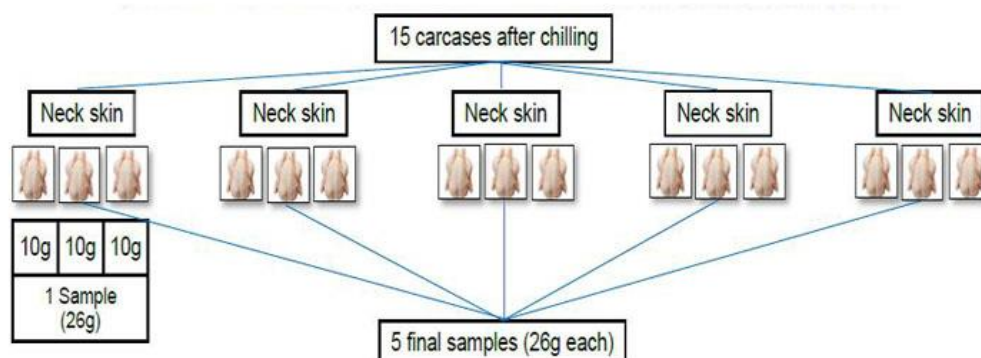 15 carcases after chilling
Neck skin Neck skin Neck skin Neck skin Neck skin
10g 10g 10g
1 Sample
(26g)
5 final samples (26g each)